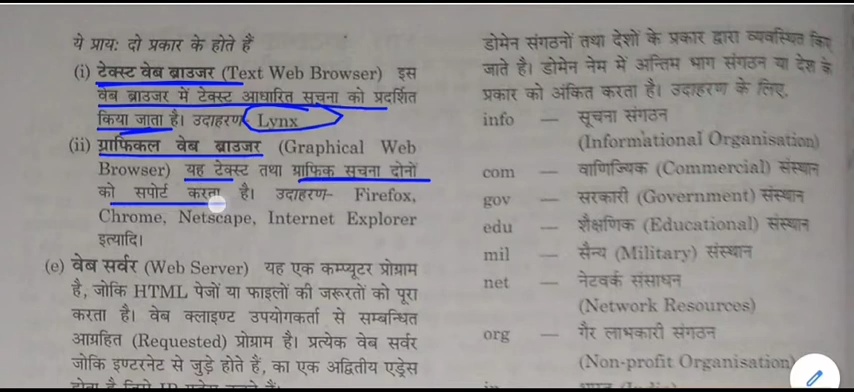 ये प्राय: दो प्रकार के होते हैं
(i) टेक्स्ट वेब ब्राउजर (Text Web Browser) इस
वेब ब्राउजर में टेक्स्ट आधारित सूचना को प्रदर्शित
किया जाता है। उदाहरण- Lynx
(ii) ग्राफिकल वेब ब्राउजर (Graphical Web
Browser) यह टेक्स्ट तथा ग्राफिक सूचना दोनों
को सपोर्ट करता है। उदाहरण– Firefox,
Chrome, Netscape, Internet Explorer
इत्यादि।
(e) वेब सर्वर (Web Server) यह एक कम्प्यूटर प्रोग्राम
है, जोकि HTML पेजों या फाइलों की जरूरतों को पूरा
करता है। वेब क्लाइण्ट उपयोगकर्ता से सम्बन्धित
आग्रहित (Requested) प्रोग्राम है। प्रत्येक वेब सर्वर
जोकि इण्टरनेट से जुड़े होते हैं, का एक अद्वितीय एड्रेस
डोमेन संगठनों तथा देशों के प्रकार द्वारा व्यवस्थित किए
जाते है। डोमेन नेम में अन्तिम भाग संगठन या देश के
प्रकार को अंकित करता है। उदाहरण के लिए,
info — सूचना संगठन
(Informational Organisation)
com — वाणिज्यिक (Commercial) संस्थान
gov — सरकारी (Government) संस्थान
edu — शैक्षणिक (Educational) संस्थान
mil — सैन्य (Military) संस्थान
net — नेटवर्क संसाधन
(Network Resources)
org — गैर लाभकारी संगठन
(Non-profit Organisation)